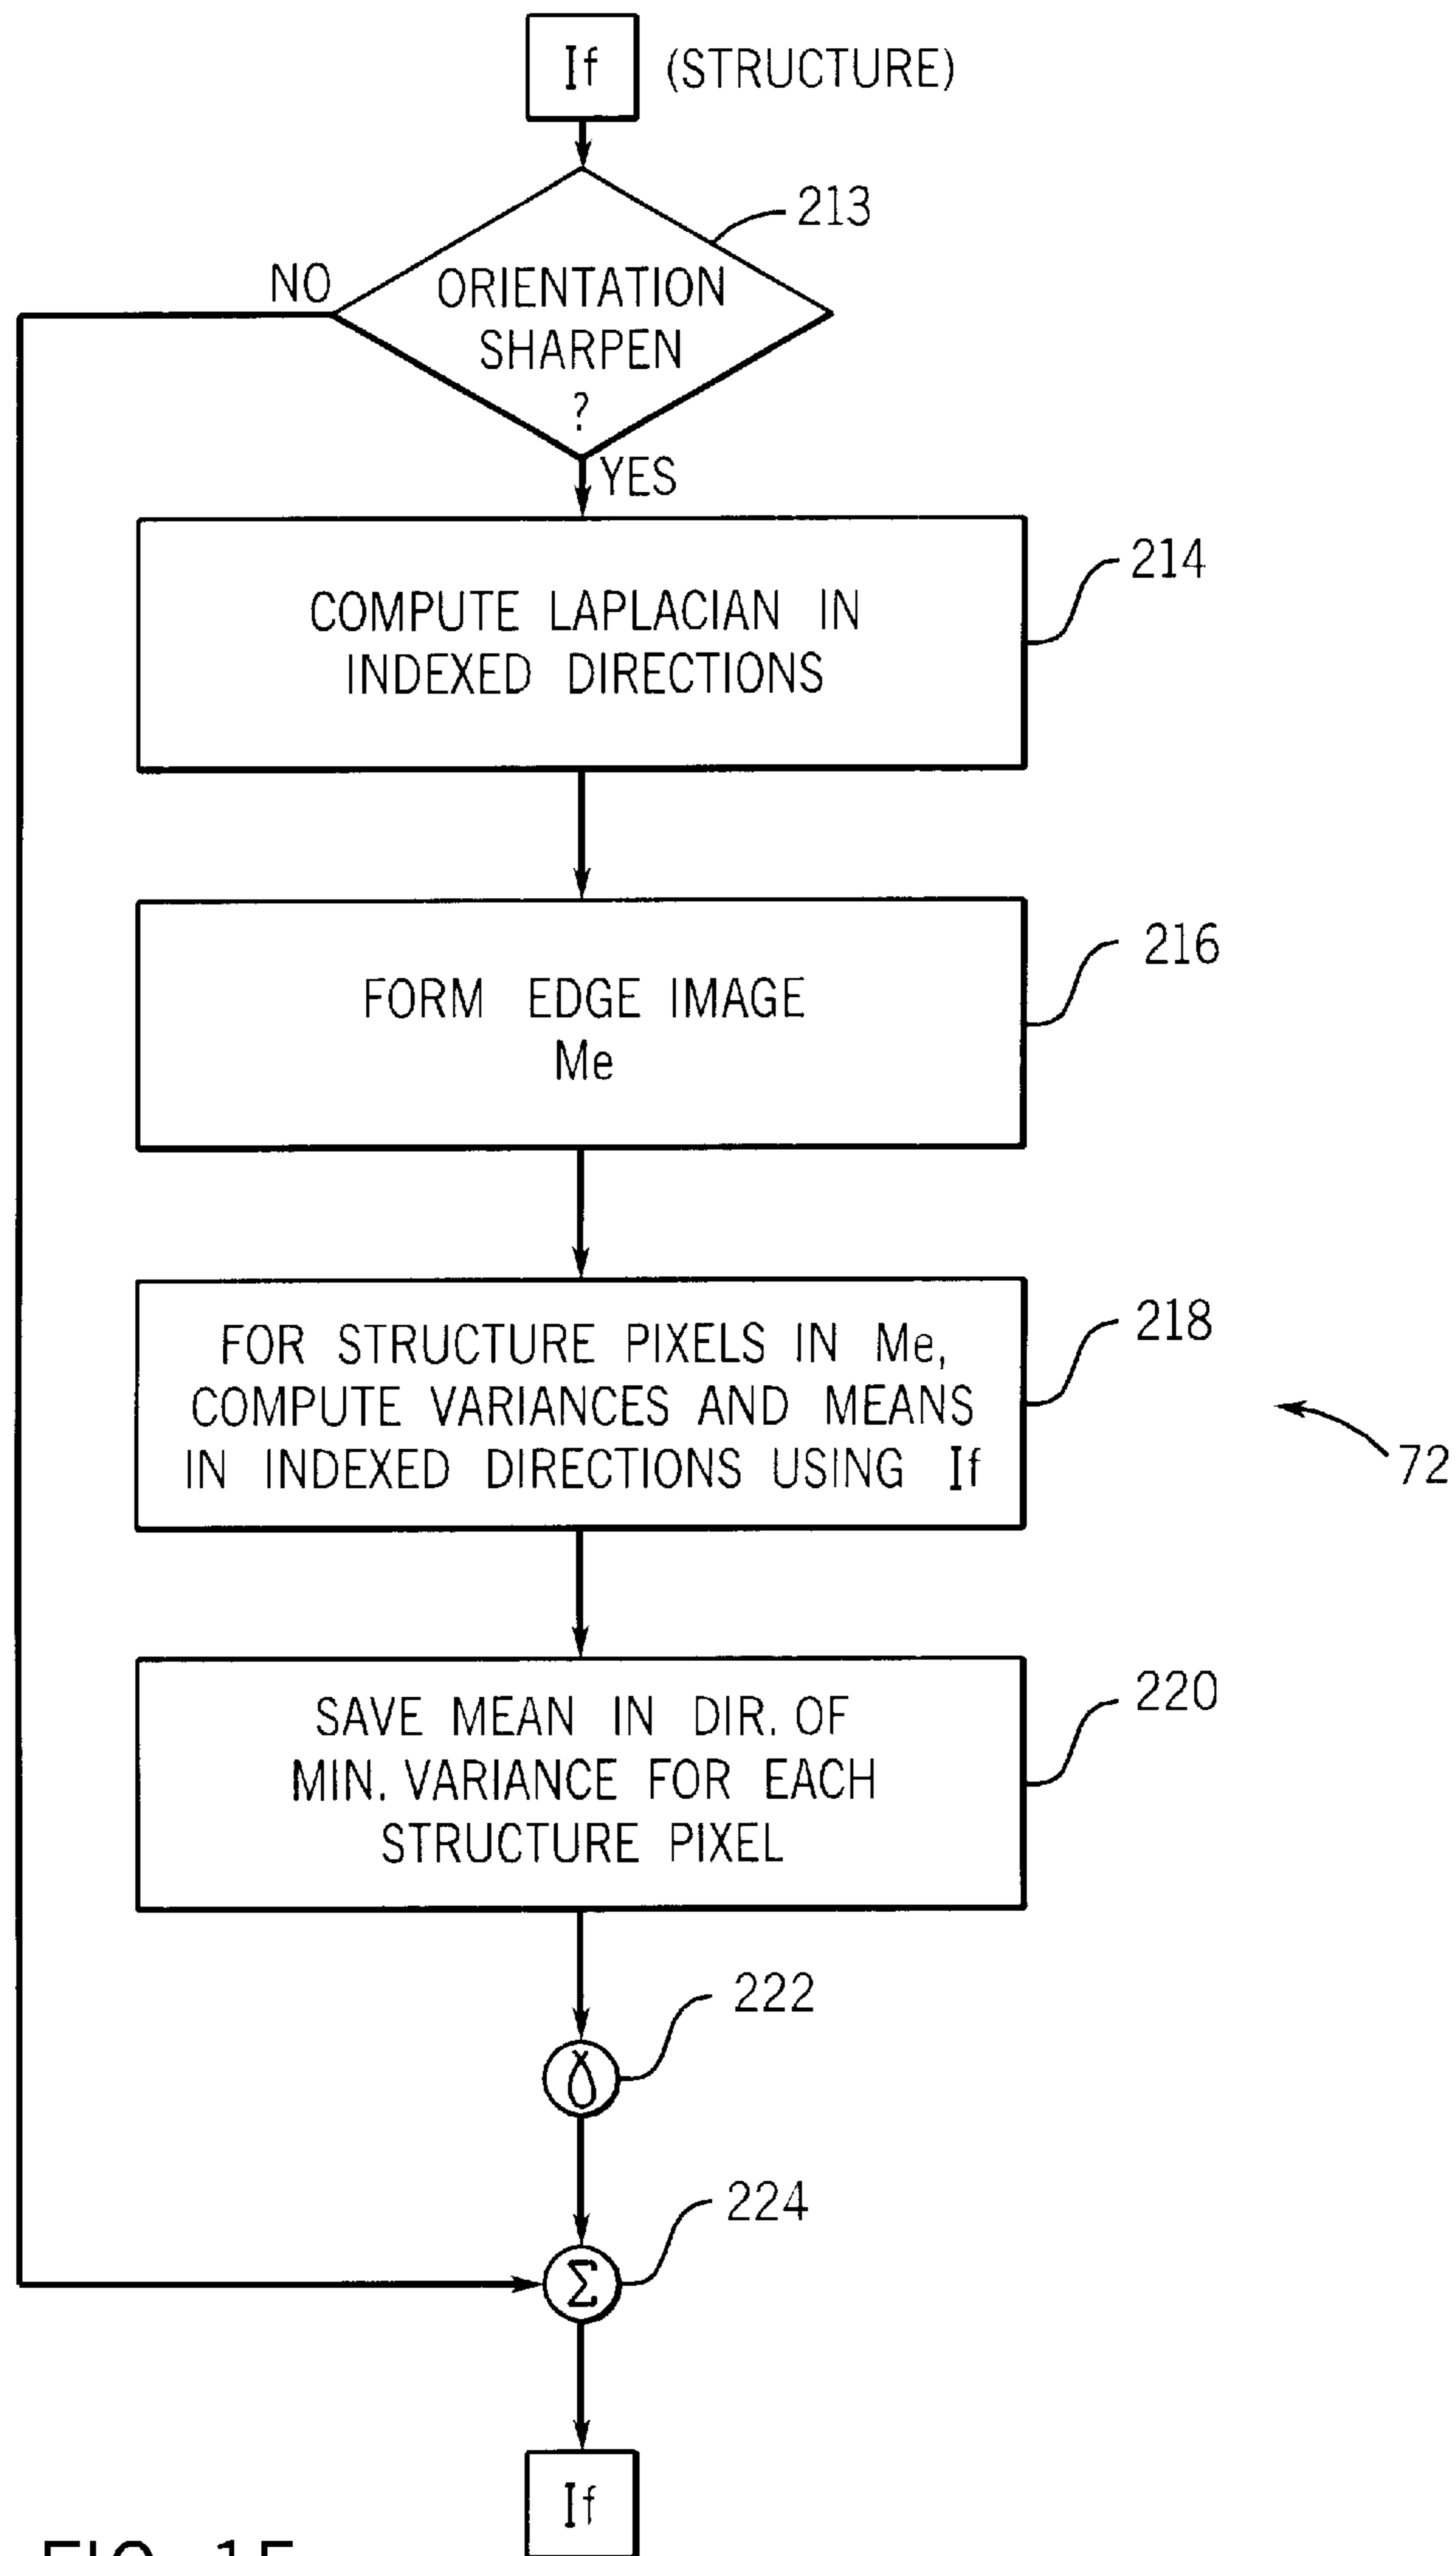 If (STRUCTURE)
213
NO
ORIENTATION
SHARPEN
?
YES
214
COMPUTE LAPLACIAN IN
INDEXED DIRECTIONS
216
FORM EDGE IMAGE
Me
218
FOR STRUCTURE PIXELS IN Me,
COMPUTE VARIANCES AND MEANS
IN INDEXED DIRECTIONS USING If
72
220
SAVE MEAN IN DIR. OF
MIN. VARIANCE FOR EACH
STRUCTURE PIXEL
222
γ
224
Σ
If
FIG.